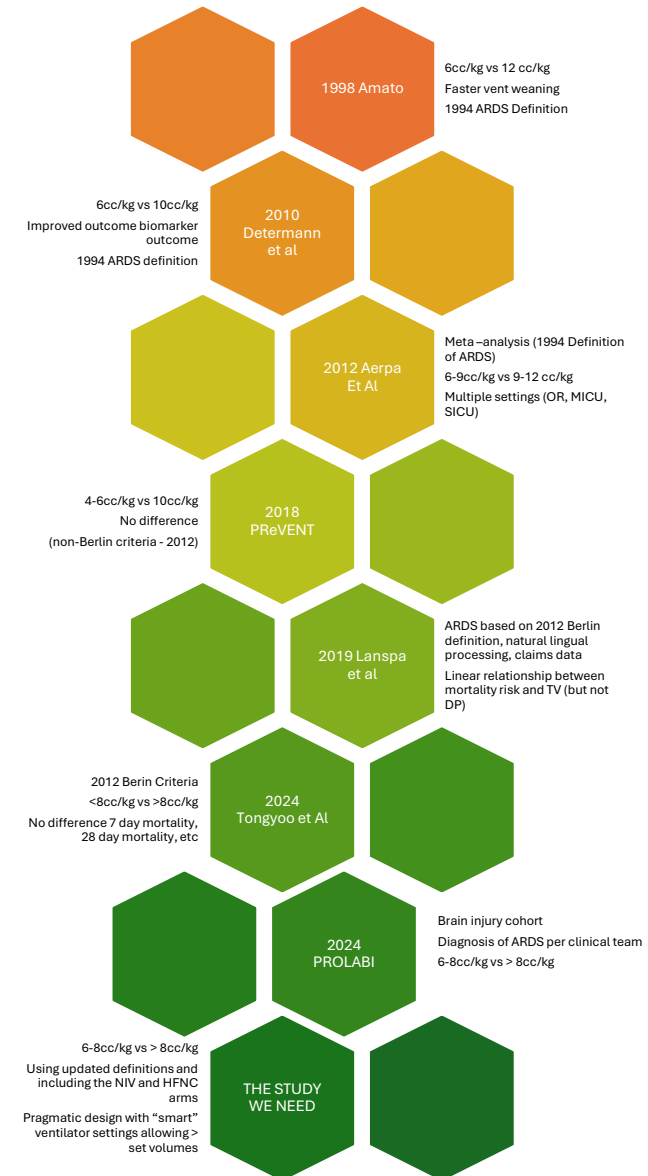 1998 Amato
6cc/kg vs 12 cc/kg
Faster vent weaning
1994 ARDS Definition
6cc/kg vs 10cc/kg
Improved outcome biomarker
outcome
1994 ARDS definition
2010
Determann
et al
2012 Aerpa
Et Al
Meta –analysis (1994 Definition
of ARDS)
6-9cc/kg vs 9-12 cc/kg
Multiple settings (OR, MICU,
SICU)
4-6cc/kg vs 10cc/kg
No difference
(non-Berlin criteria - 2012)
2018
PReVENT
2019 Lanspa
et al
ARDS based on 2012 Berlin
definition, natural lingual
processing, claims data
Linear relationship between
mortality risk and TV (but not
DP)
2012 Berin Criteria
<8cc/kg vs >8cc/kg
No difference 7 day mortality,
28 day mortality, etc
2024
Tongyoo et Al
2024
PROLABI
Brain injury cohort
Diagnosis of ARDS per clinical team
6-8cc/kg vs > 8cc/kg
6-8cc/kg vs > 8cc/kg
Using updated definitions and
including the NIV and HFNC
arms
Pragmatic design with “smart”
ventilator settings allowing >
set volumes
THE STUDY
WE NEED